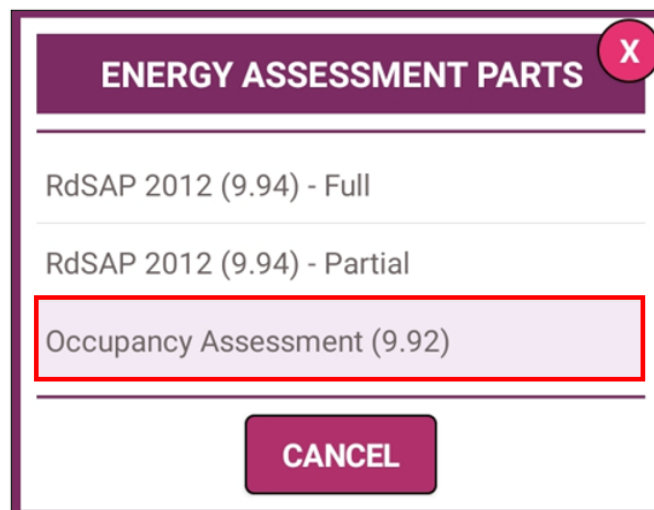 ENERGY ASSESSMENT PARTS
X
RdSAP 2012 (9.94) - Full
RdSAP 2012 (9.94) - Partial
Occupancy Assessment (9.92)
CANCEL